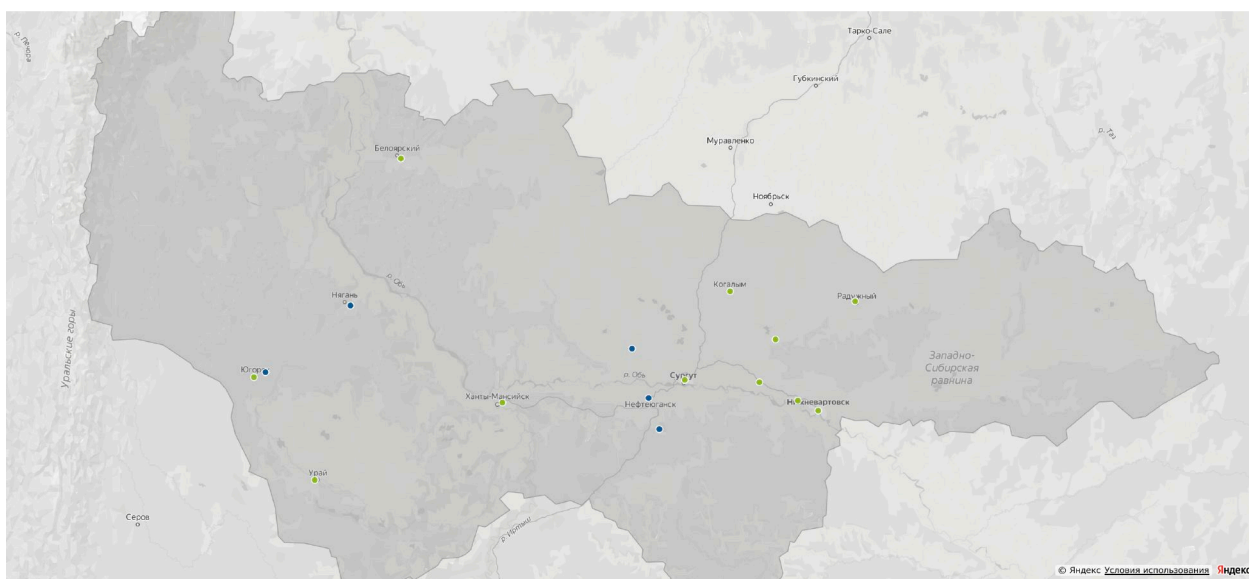 Тарко-Сале
р. Печора
Губкинский
р. Таз
Муравленко
Белоярский
Ноябрьск
р. Обь
Когалым
Нягань
Радужный
Уральские горы
Западно-
Сибирская
равнина
Югорск
р. Обь
Сургут
Ханты-Мансийск
Нефтеюганск
Нижневартовск
Урай
Серов
р. Иртыш
© Яндекс Условия использования Яндекс